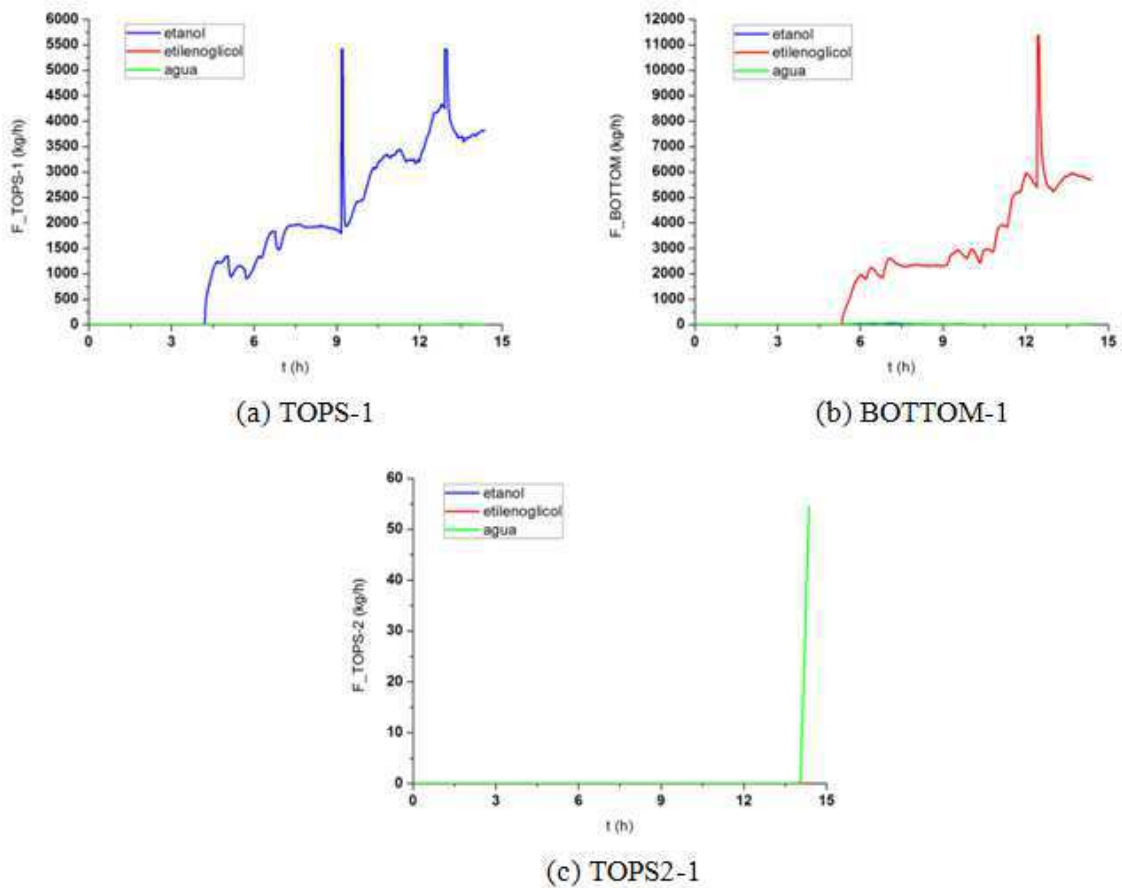 6000
5500
5000
4500
4000
3500
3000
2500
2000
1500
1000
500
0
F_TOPS-1 (kg/h)
etanol
etilenoglicol
agua
0 3 6 9 12 15
t (h)
(a) TOPS-1
12000
11000
10000
9000
8000
7000
6000
5000
4000
3000
2000
1000
0
F_BOTTOM (kg/h)
etanol
etilenoglicol
agua
0 3 6 9 12 15
t (h)
(b) BOTTOM-1
60
50
40
30
20
10
0
F_TOPS-2 (kg/h)
etanol
etilenoglicol
agua
0 3 6 9 12 15
t (h)
(c) TOPS2-1